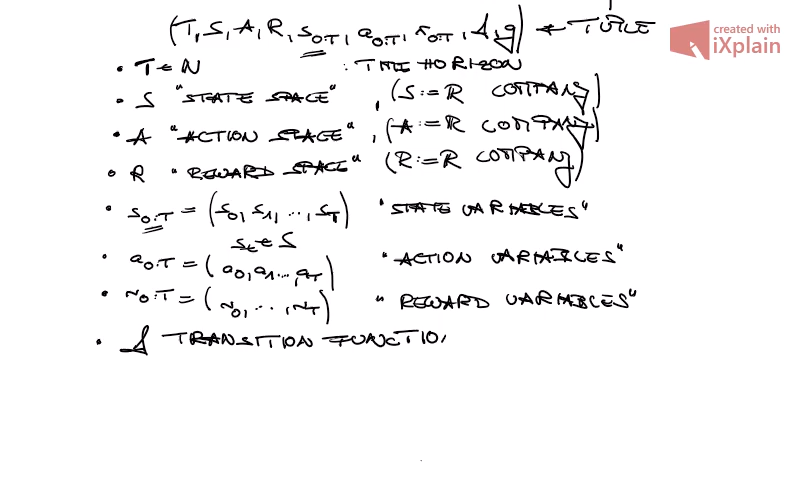 (T, S, A, R, s0:T, a0:T, r0:T, f, g) ← TUPLE
created with
iXplain
• T ∈ N : TIME HORIZON
• S "STATE SPACE" , (S := R COMPANY)
• A "ACTION SPACE" , (A := R COMPANY)
• R "REWARD SPACE" (R := R COMPANY)
• s0:T = (s0, s1, ..., sT) "STATE VARIABLES"
st ∈ S
• a0:T = (a0, a1..., aT) "ACTION VARIABLES"
• r0:T = (r0, ..., rT) "REWARD VARIABLES"
• f TRANSITION FUNCTIO